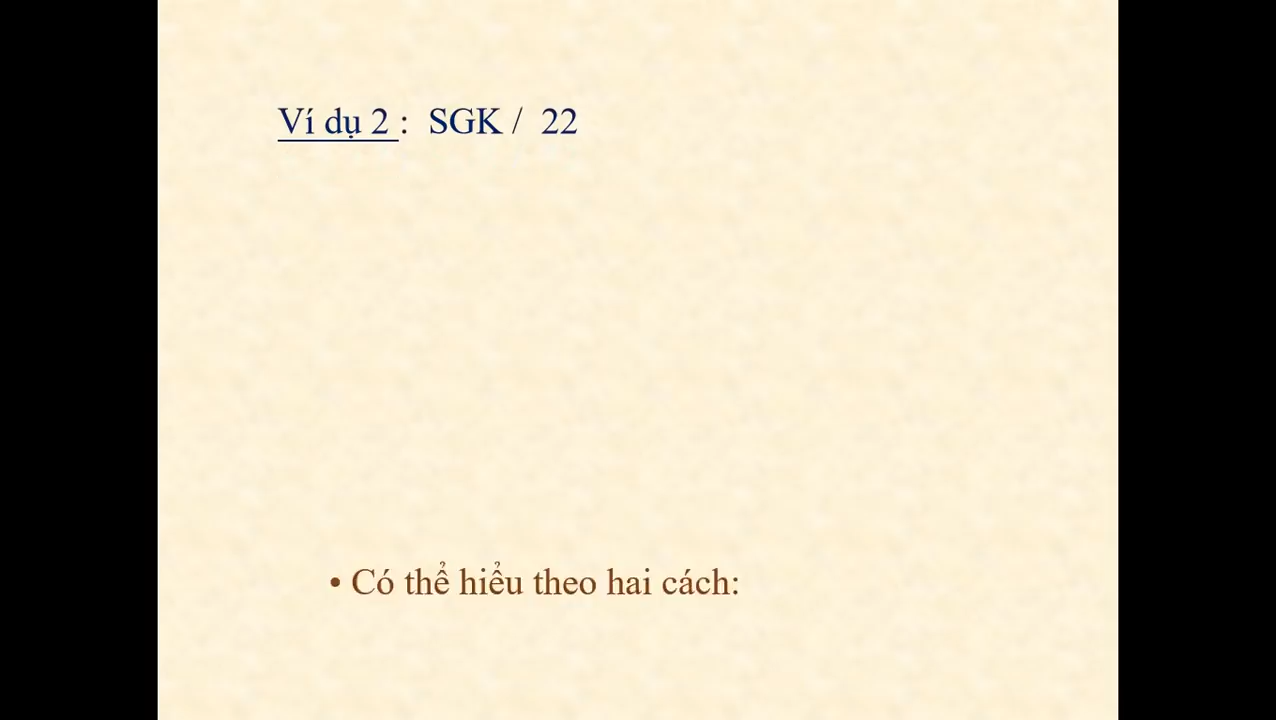 Ví dụ 2 : SGK / 22
• Có thể hiểu theo hai cách: